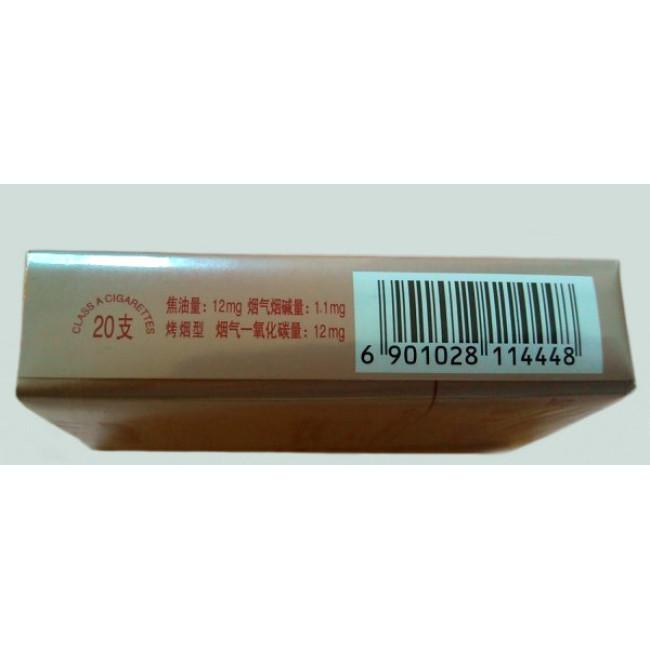 CLASS A CIGARETTES
20支
焦油量：12mg 烟气烟碱量：1.1mg
烤烟型 烟气一氧化碳量：12mg
6 901028 114448